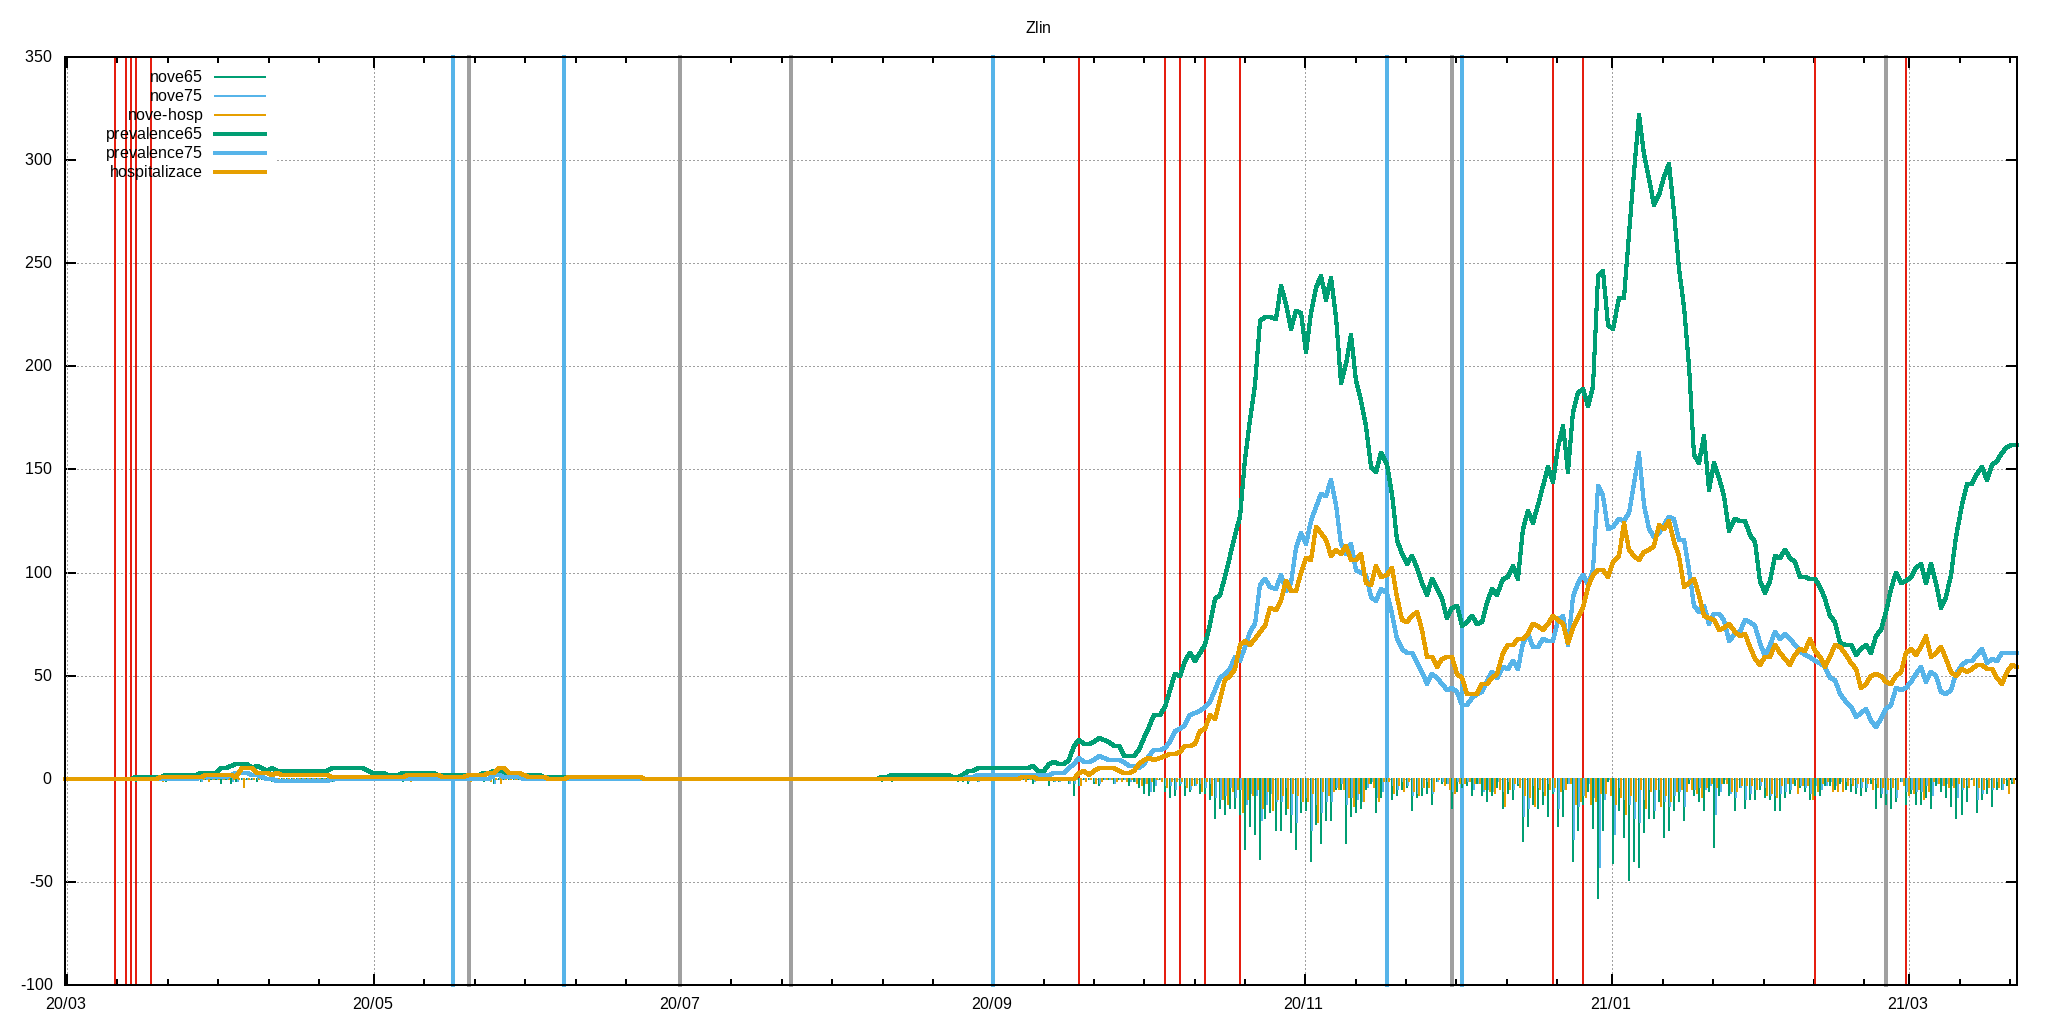 Zlin
350
nove65
nove75
nove-hosp
prevalence65
prevalence75
hospitalizace
300
250
200
150
100
50
0
-50
-100
20/03 20/05 20/07 20/09 20/11 21/01 21/03